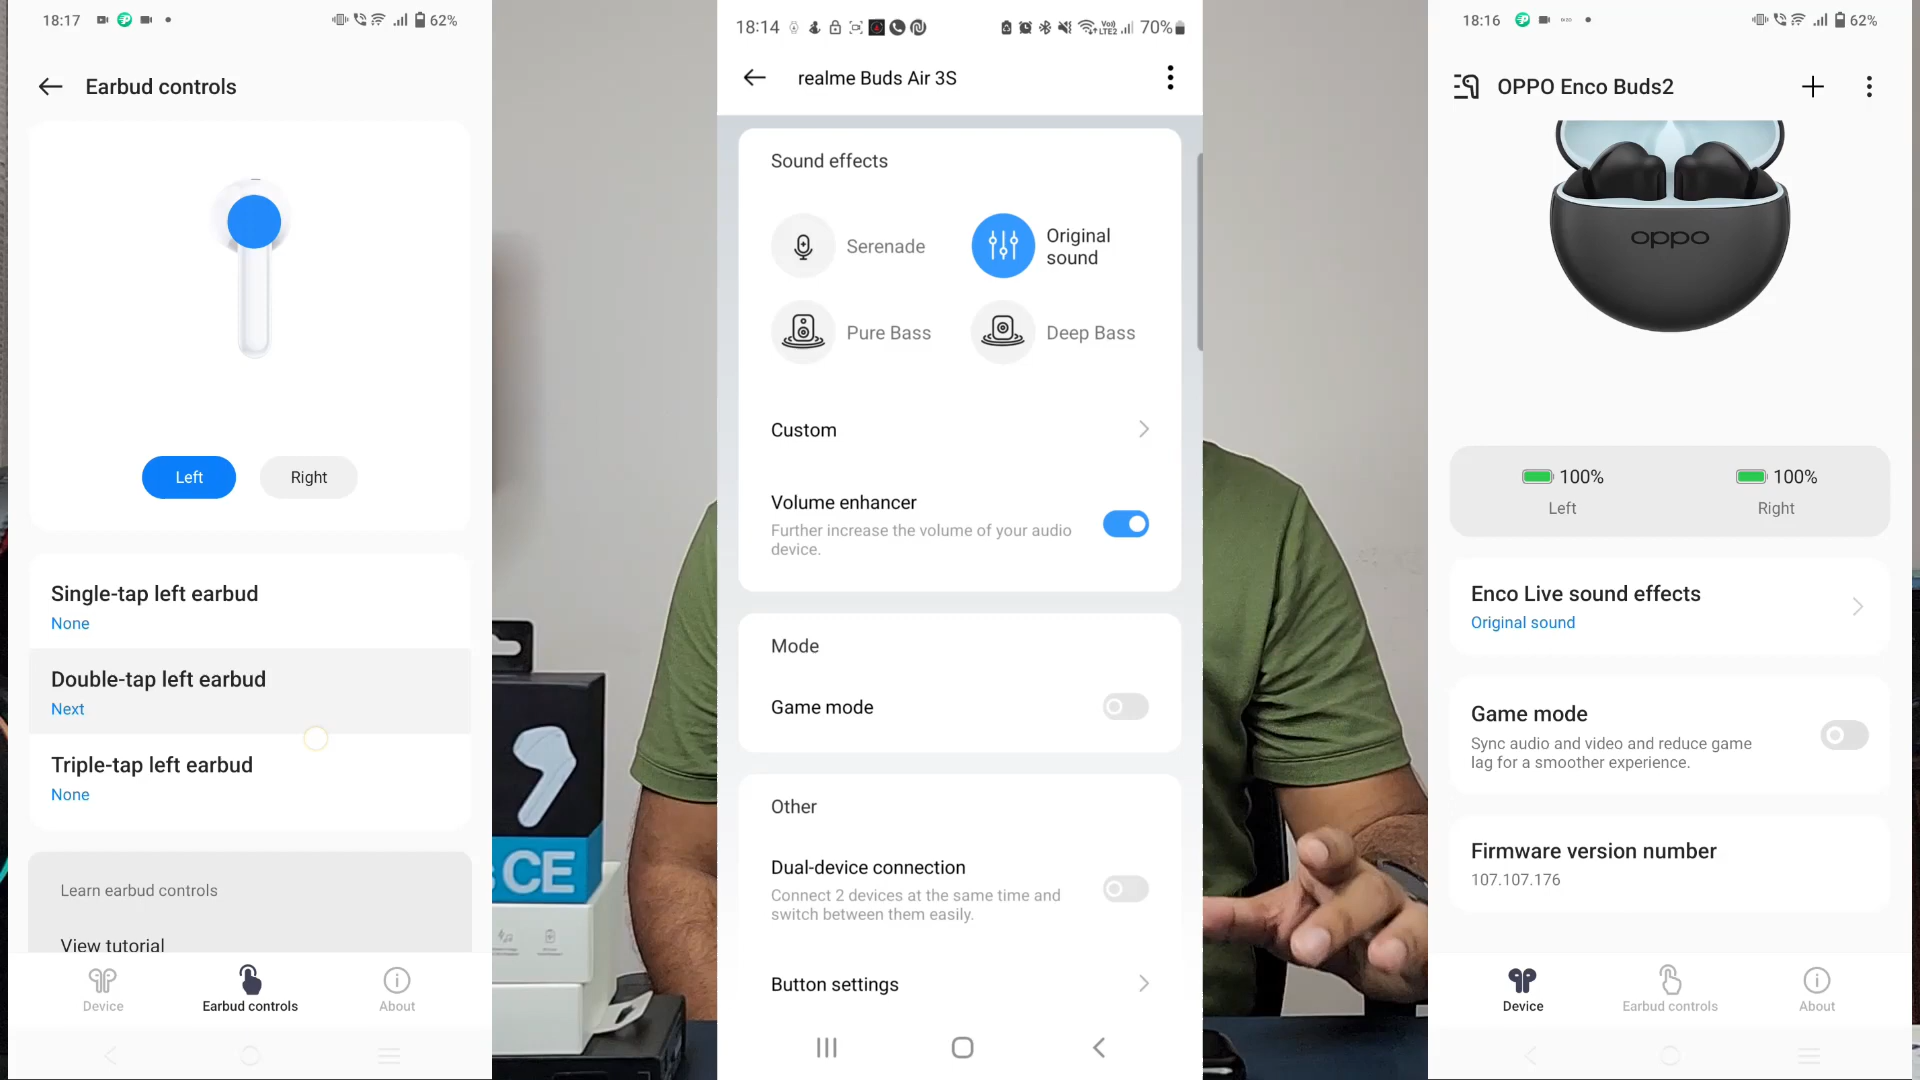 18:17
62%
Earbud controls
Left
Right
Single-tap left earbud
None
Double-tap left earbud
Next
Triple-tap left earbud
None
Learn earbud controls
View tutorial
Device
Earbud controls
About
CE
18:14
70%
realme Buds Air 3S
Sound effects
Serenade
Original
sound
Pure Bass
Deep Bass
Custom
Volume enhancer
Further increase the volume of your audio
device.
Mode
Game mode
Other
Dual-device connection
Connect 2 devices at the same time and
switch between them easily.
Button settings
18:16
62%
OPPO Enco Buds2
oppo
100%
100%
Left
Right
Enco Live sound effects
Original sound
Game mode
Sync audio and video and reduce game
lag for a smoother experience.
Firmware version number
107.107.176
Device
Earbud controls
About